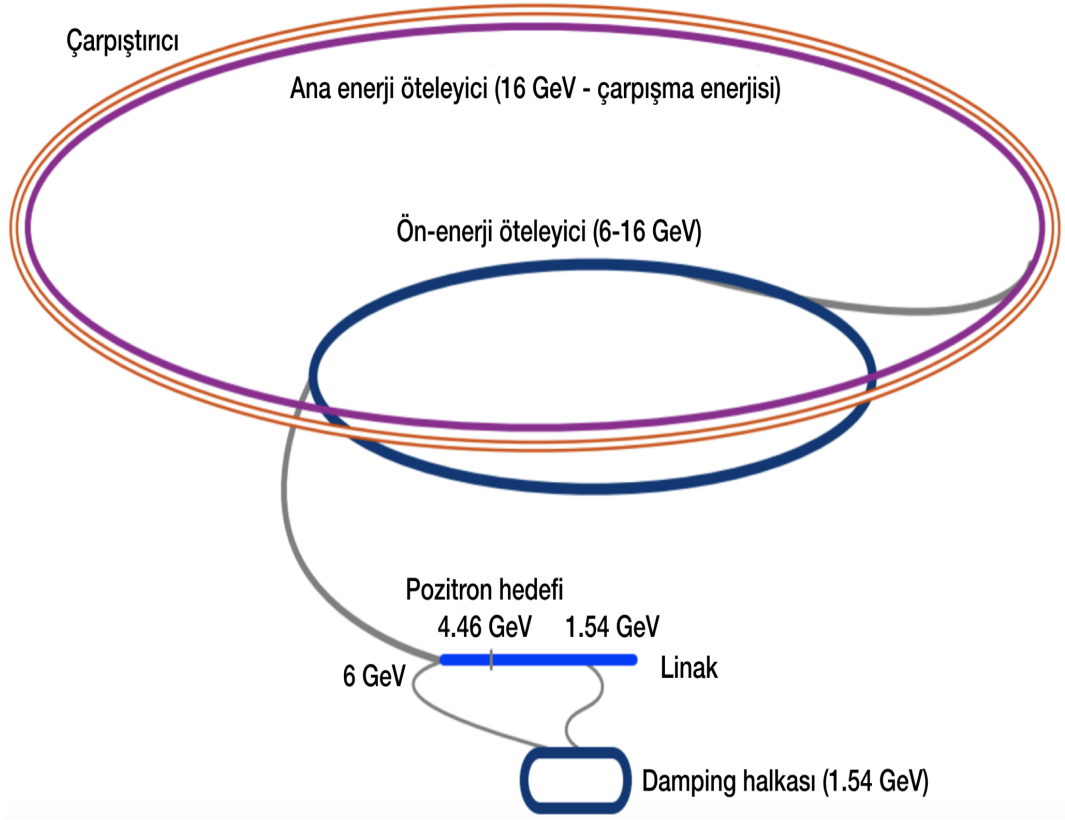 Çarpıştırıcı
Ana enerji öteleyici (16 GeV - çarpışma enerjisi)
Ön-enerji öteleyici (6-16 GeV)
Pozitron hedefi
4.46 GeV 1.54 GeV
6 GeV
Linak
Damping halkası (1.54 GeV)